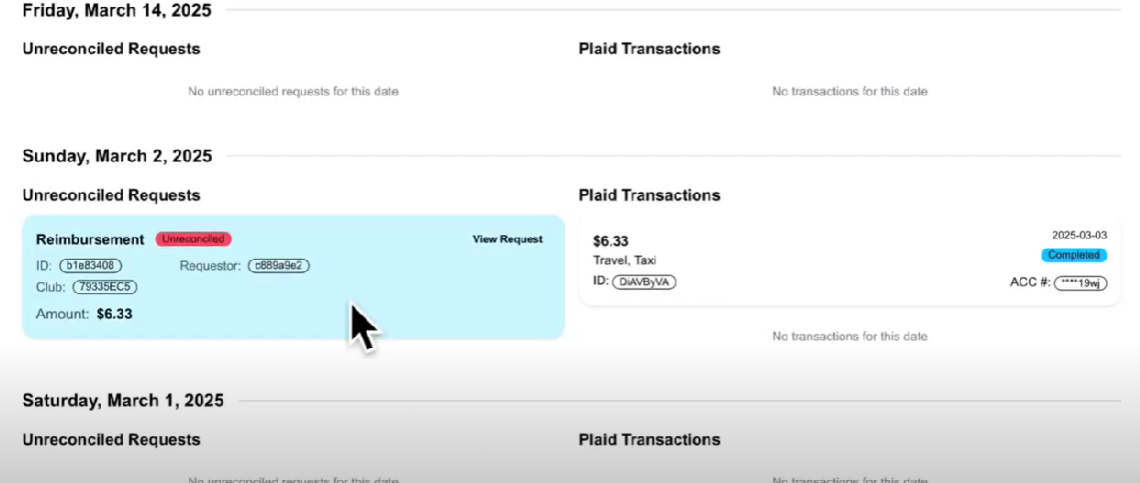 Friday, March 14, 2025
Unreconciled Requests
Plaid Transactions
No unreconciled requests for this date
No transactions for this date
Sunday, March 2, 2025
Unreconciled Requests
Plaid Transactions
Reimbursement Unreconciled View Request
ID: b1e83408 Requestor: c889a9e2
Club: 79335EC5
Amount: $6.33
$6.33 2025-03-03
Travel, Taxi Completed
ID: DiAVByVA ACC #: ****19wj
No transactions for this date
Saturday, March 1, 2025
Unreconciled Requests
Plaid Transactions
No unreconciled requests for this date
No transactions for this date